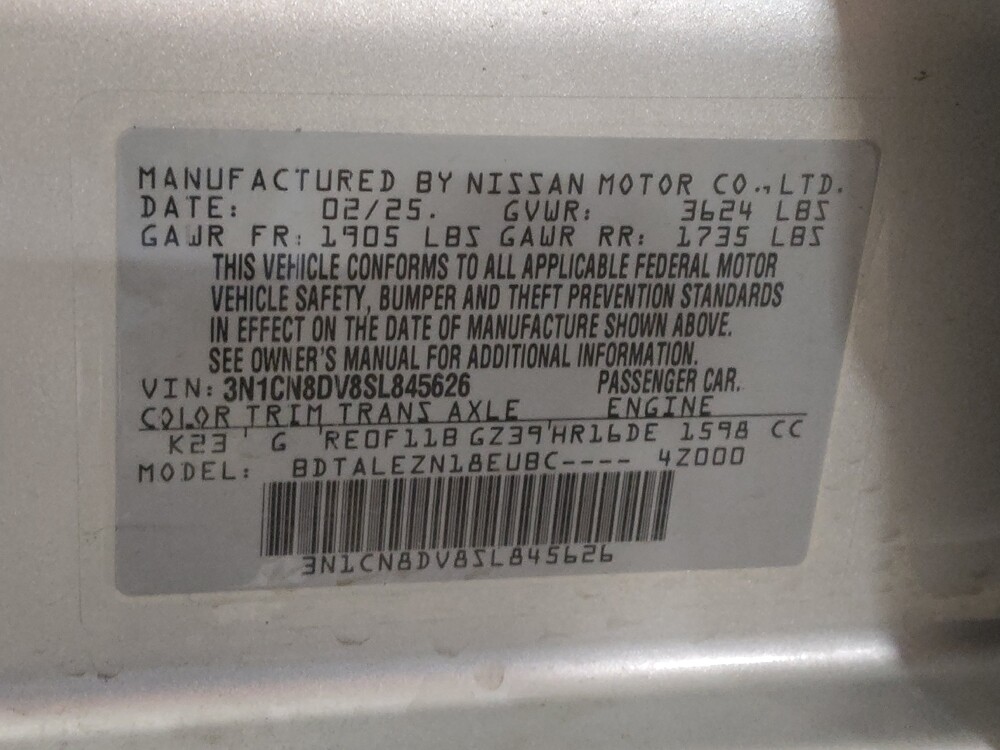 MANUFACTURED BY NISSAN MOTOR CO., LTD.
DATE: 02/25. GVWR: 3624 LBS
GAWR FR: 1905 LBS GAWR RR: 1735 LBS
THIS VEHICLE CONFORMS TO ALL APPLICABLE FEDERAL MOTOR
VEHICLE SAFETY, BUMPER AND THEFT PREVENTION STANDARDS
IN EFFECT ON THE DATE OF MANUFACTURE SHOWN ABOVE.
SEE OWNER'S MANUAL FOR ADDITIONAL INFORMATION.
VIN: 3N1CN8DV8SL845626 PASSENGER CAR.
COLOR TRIM TRANS AXLE ENGINE
K23 ' G 'RE0F11B GZ39'HR16DE 1598 CC
MODEL: BDTALEZN18EUBC---- 4Z000
3N1CN8DV8SL845626